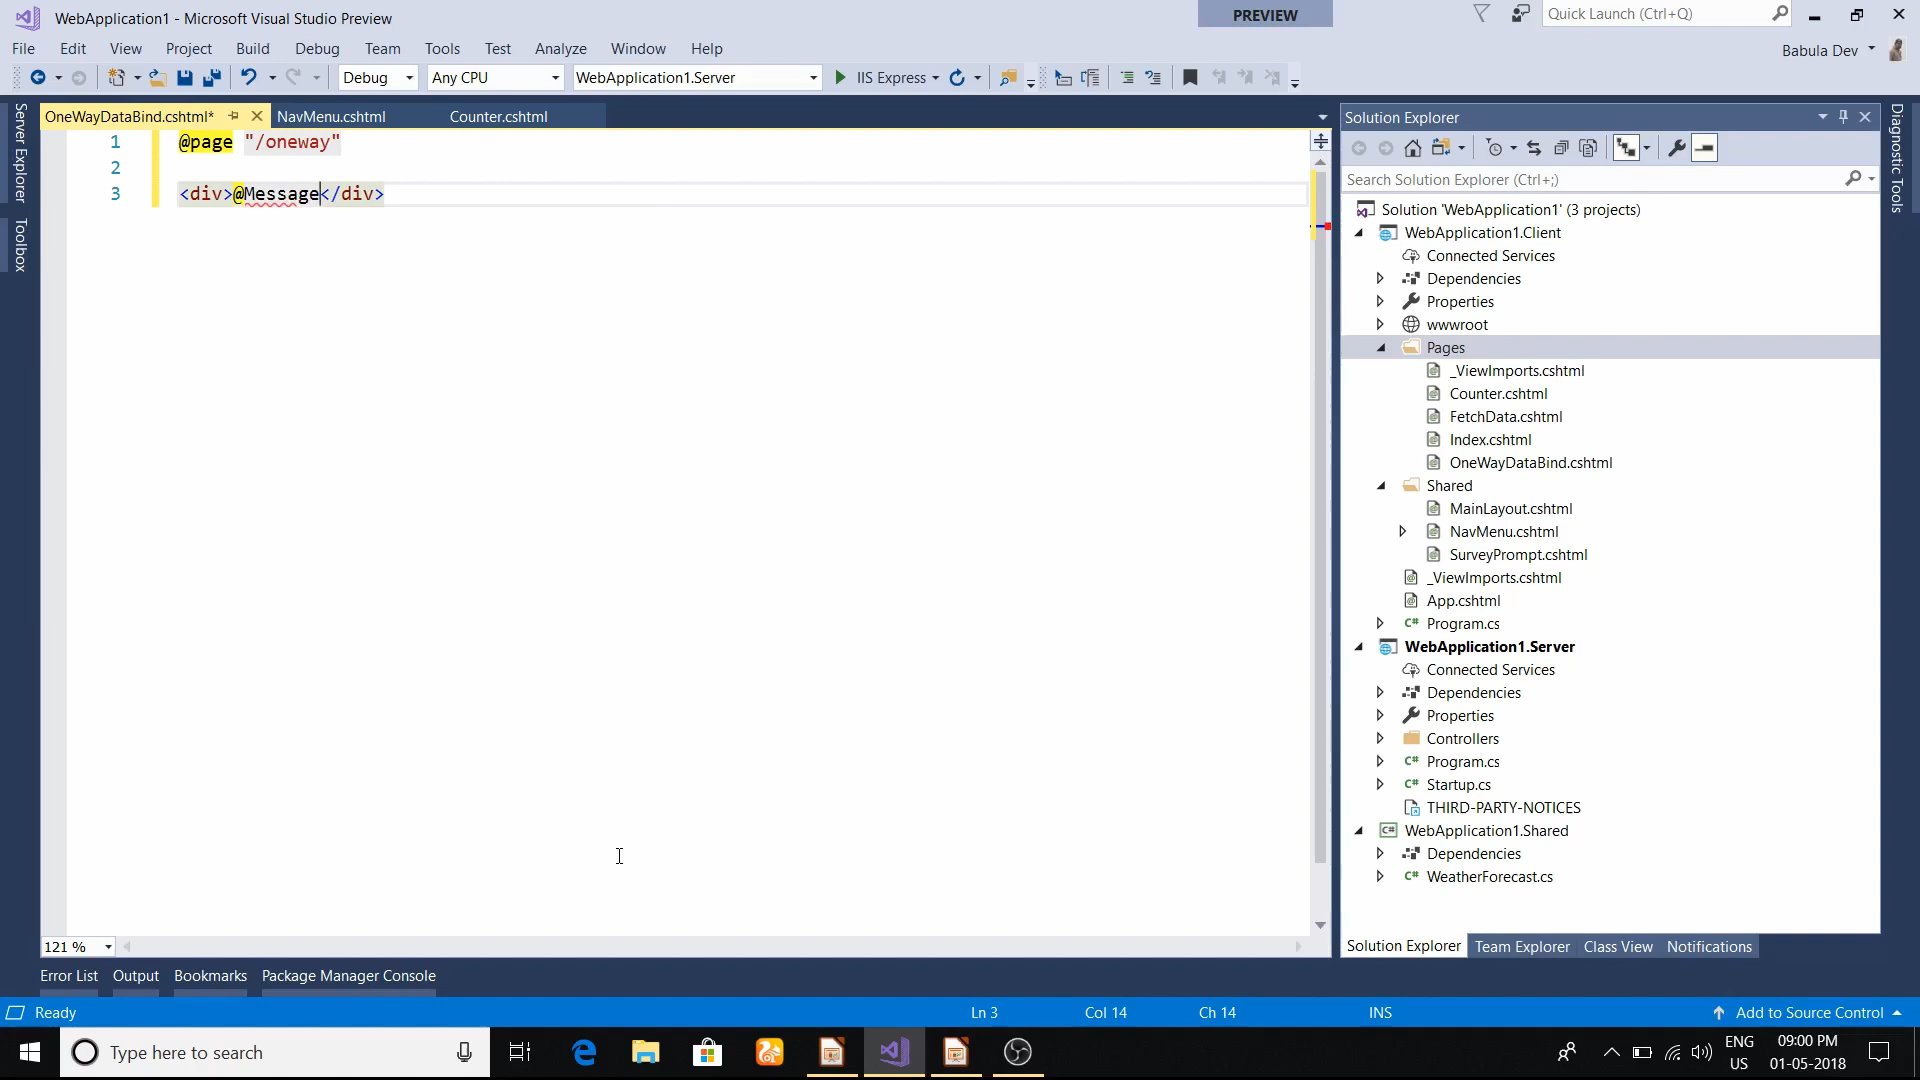 WebApplication1 - Microsoft Visual Studio Preview
PREVIEW
Quick Launch (Ctrl+Q)
File Edit View Project Build Debug Team Tools Test Analyze Window Help
Babula Dev
Debug Any CPU WebApplication1.Server IIS Express
Server Explorer
Toolbox
OneWayDataBind.cshtml* NavMenu.cshtml Counter.cshtml
1 @page "/oneway"
2
3 <div>@Message</div>
121 %
Solution Explorer
Search Solution Explorer (Ctrl+;)
Solution 'WebApplication1' (3 projects)
WebApplication1.Client
Connected Services
Dependencies
Properties
wwwroot
Pages
_ViewImports.cshtml
Counter.cshtml
FetchData.cshtml
Index.cshtml
OneWayDataBind.cshtml
Shared
MainLayout.cshtml
NavMenu.cshtml
SurveyPrompt.cshtml
_ViewImports.cshtml
App.cshtml
C# Program.cs
WebApplication1.Server
Connected Services
Dependencies
Properties
Controllers
C# Program.cs
C# Startup.cs
THIRD-PARTY-NOTICES
C# WebApplication1.Shared
Dependencies
C# WeatherForecast.cs
Solution Explorer Team Explorer Class View Notifications
Diagnostic Tools
Error List Output Bookmarks Package Manager Console
Ready Ln 3 Col 14 Ch 14 INS Add to Source Control
Type here to search
ENG
US
09:00 PM
01-05-2018